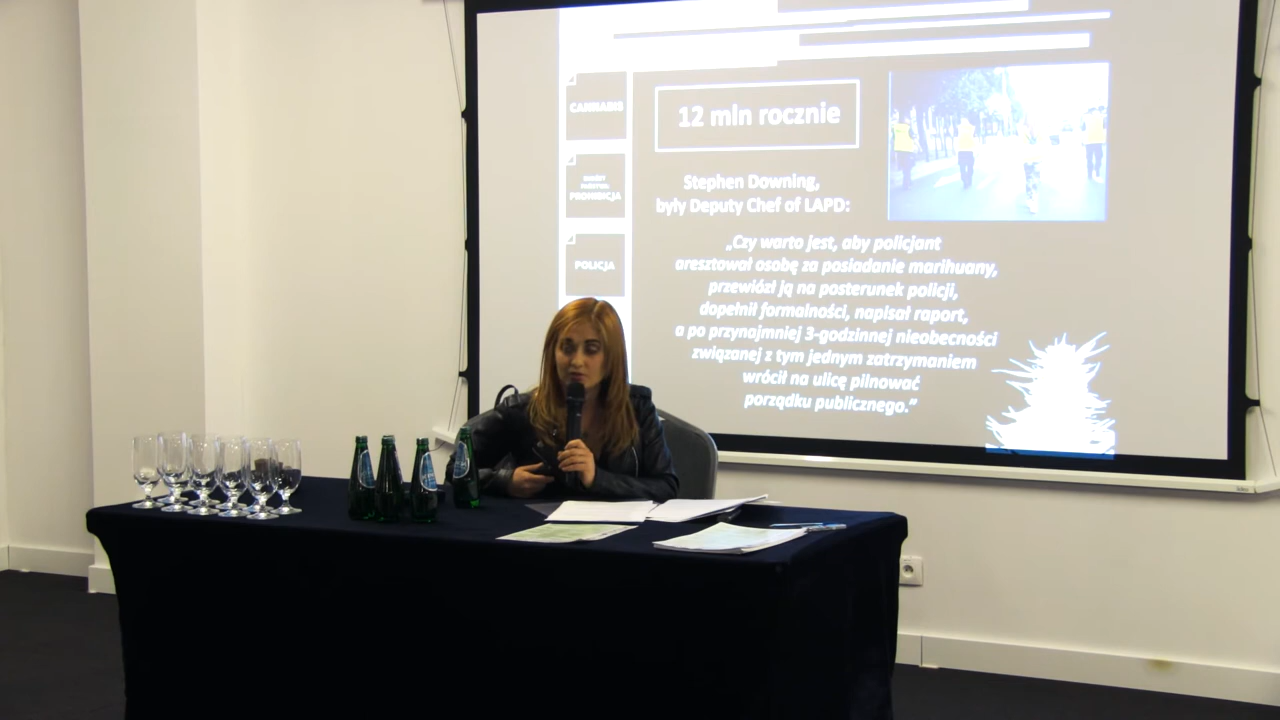 CANNABIS
PROHIBICJA
POLICJA
12 mln rocznie
Stephen Downing,
były Deputy Chef of LAPD:
„Czy warto jest, aby policjant
aresztował osobę za posiadanie marihuany,
przewiózł ją na posterunek policji,
dopełnił formalności, napisał raport,
a po przynajmniej 3-godzinnej nieobecności
związanej z tym jednym zatrzymaniem
wrócił na ulicę pilnować
porządku publicznego.”